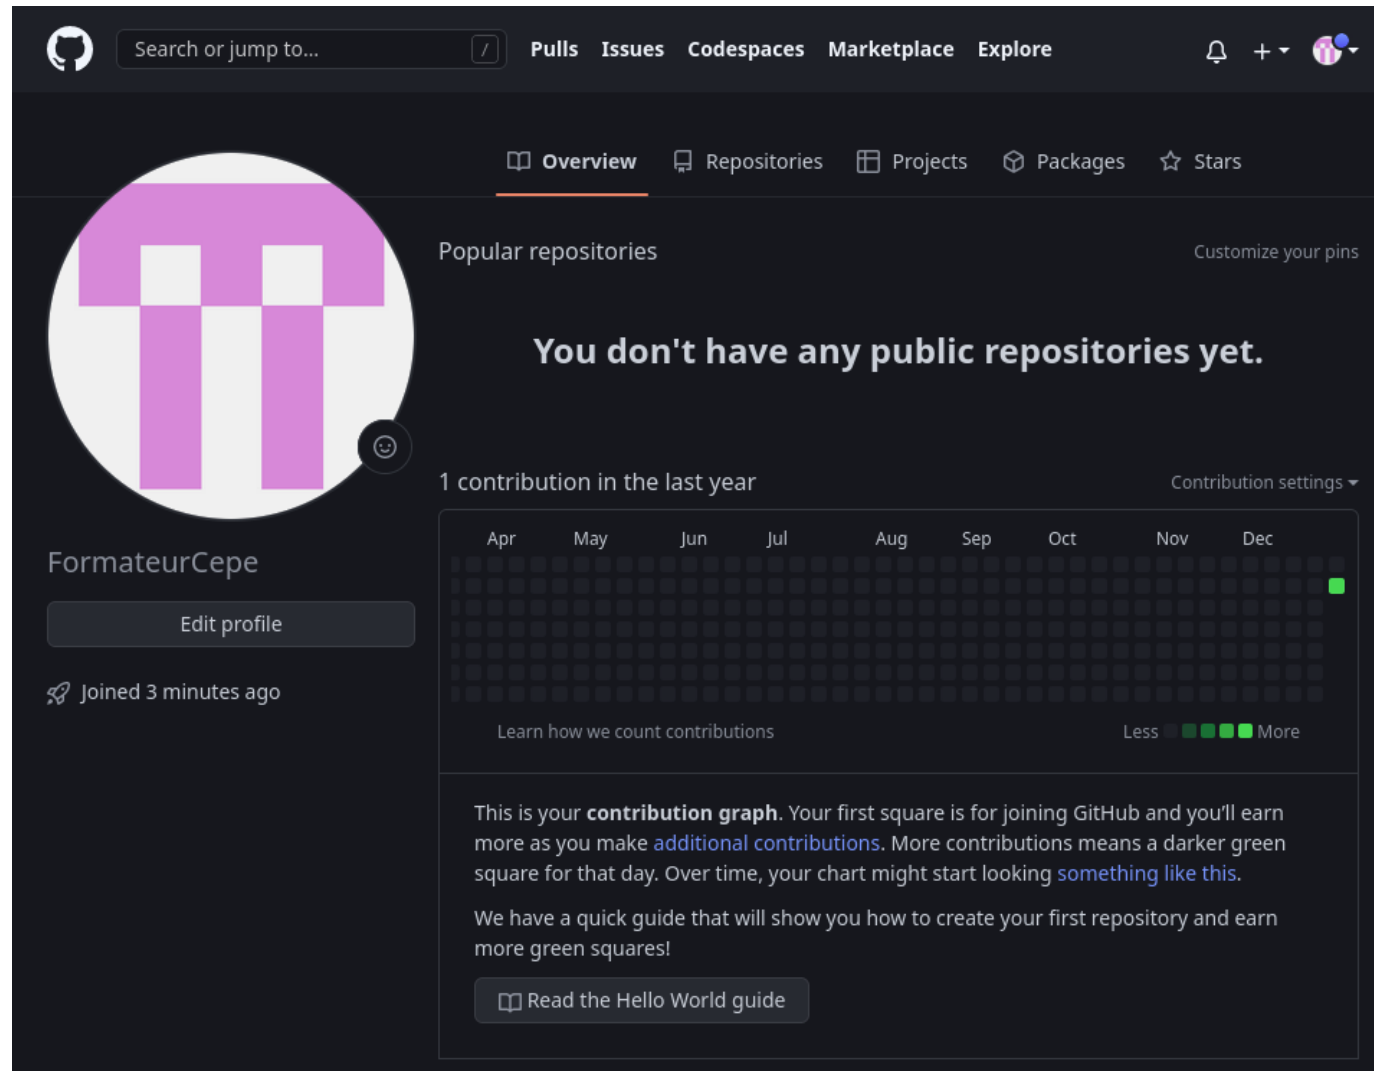 Search or jump to... /
Pulls Issues Codespaces Marketplace Explore
Overview Repositories Projects Packages Stars
Popular repositories
Customize your pins
You don't have any public repositories yet.
1 contribution in the last year
Contribution settings
FormateurCepe
Edit profile
Joined 3 minutes ago
Apr May Jun Jul Aug Sep Oct Nov Dec
Learn how we count contributions
Less More
This is your contribution graph. Your first square is for joining GitHub and you'll earn
more as you make additional contributions. More contributions means a darker green
square for that day. Over time, your chart might start looking something like this.
We have a quick guide that will show you how to create your first repository and earn
more green squares!
Read the Hello World guide